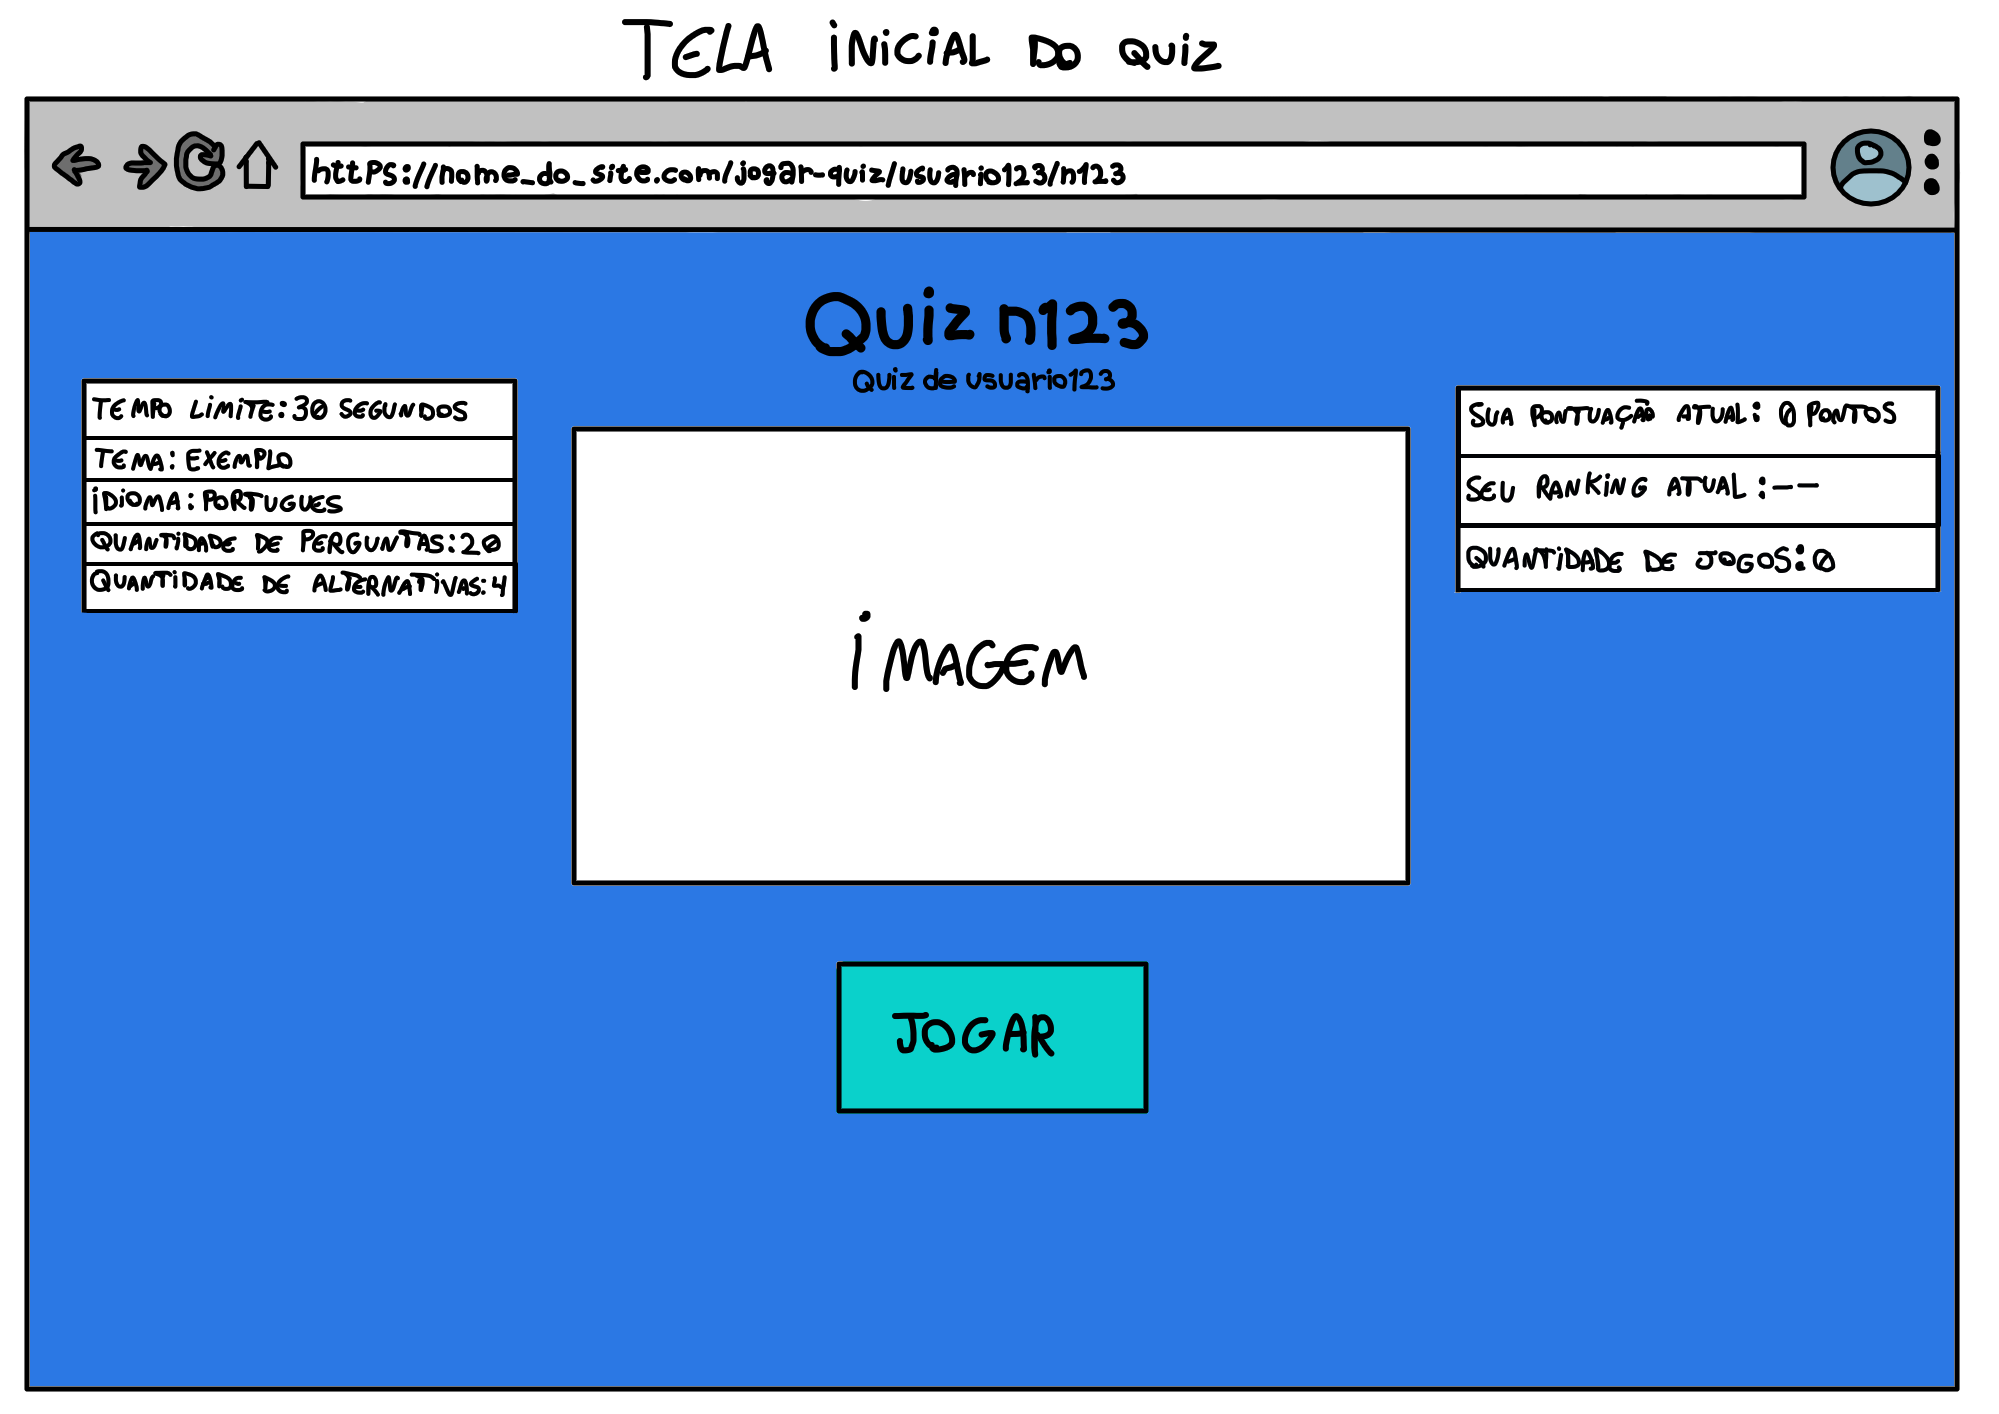 TELA INICIAL DO QUIZ
https://nome_do_site.com/jogar-quiz/usuario123/n123
Quiz n123
Quiz de usuario123
TEMPO LIMITE: 30 SEGUNDOS
TEMA: EXEMPLO
IDIOMA: PORTUGUES
QUANTIDADE DE PERGUNTAS: 20
QUANTIDADE DE ALTERNATIVAS: 4
IMAGEM
SUA PONTUAÇÃO ATUAL: 0 PONTOS
SEU RANKING ATUAL: --
QUANTIDADE DE JOGOS: 0
JOGAR